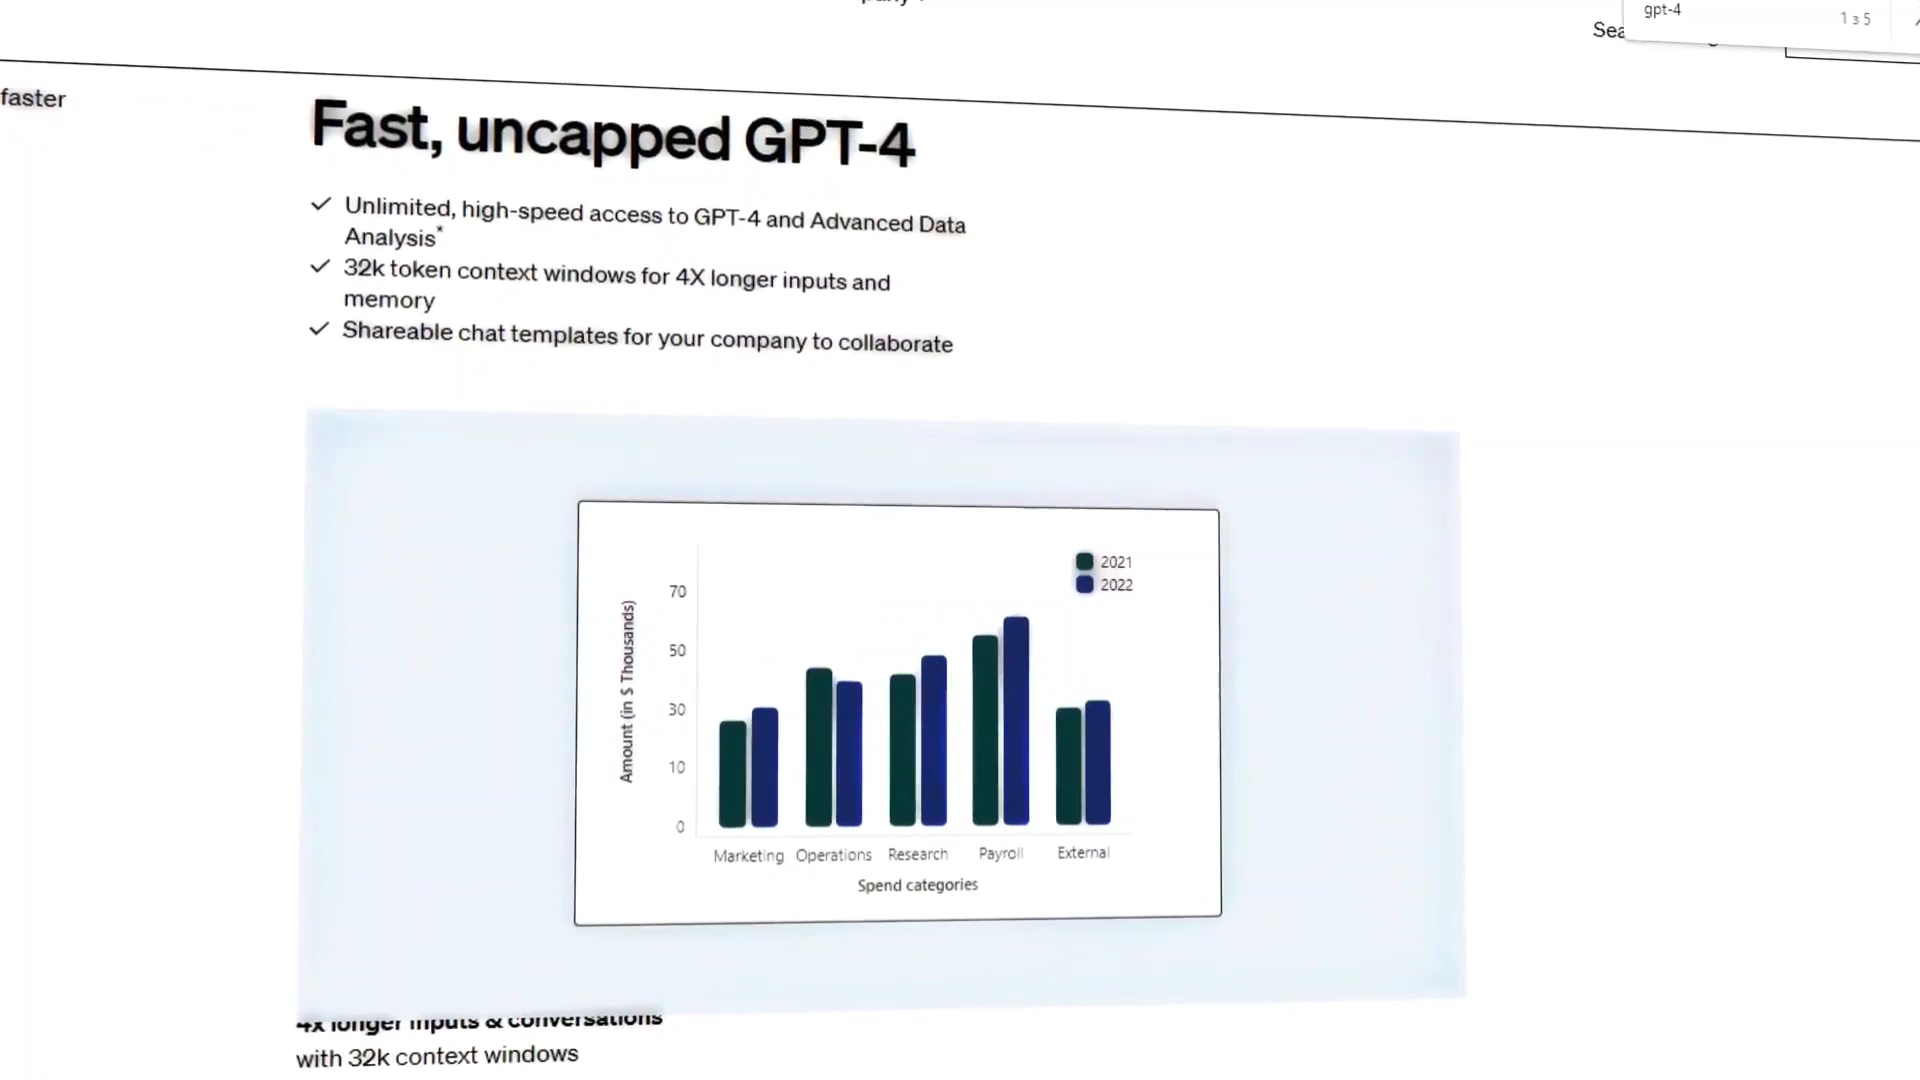 gpt-4
1 з 5
faster
Fast, uncapped GPT-4
Unlimited, high-speed access to GPT-4 and Advanced Data
Analysis*
32k token context windows for 4X longer inputs and
memory
Shareable chat templates for your company to collaborate
2021
2022
Amount (in $ Thousands)
70
50
30
10
0
Marketing Operations Research Payroll External
Spend categories
4x longer inputs & conversations
with 32k context windows